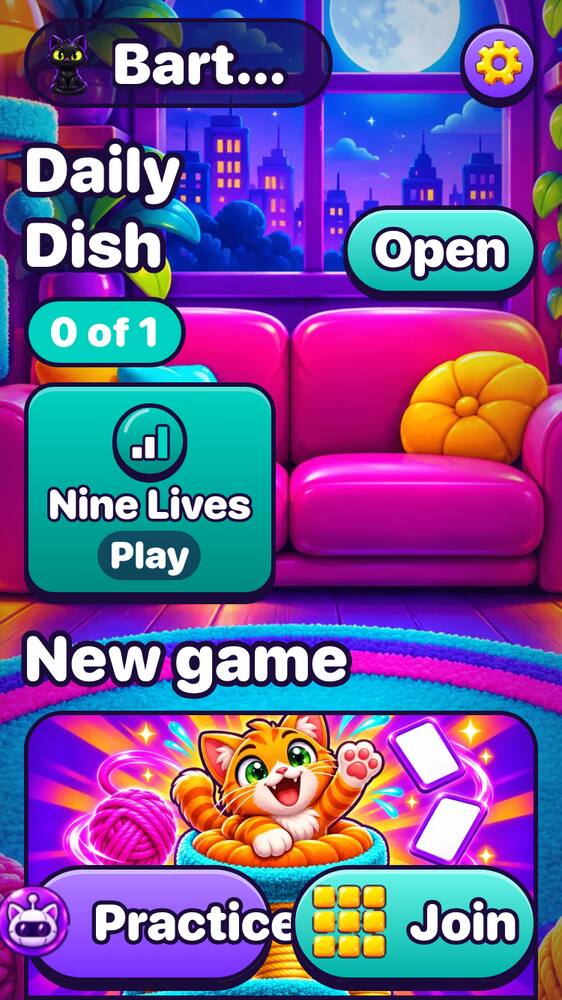 Bart...
Daily
Dish
Open
0 of 1
Nine Lives
Play
New game
Practice
Join